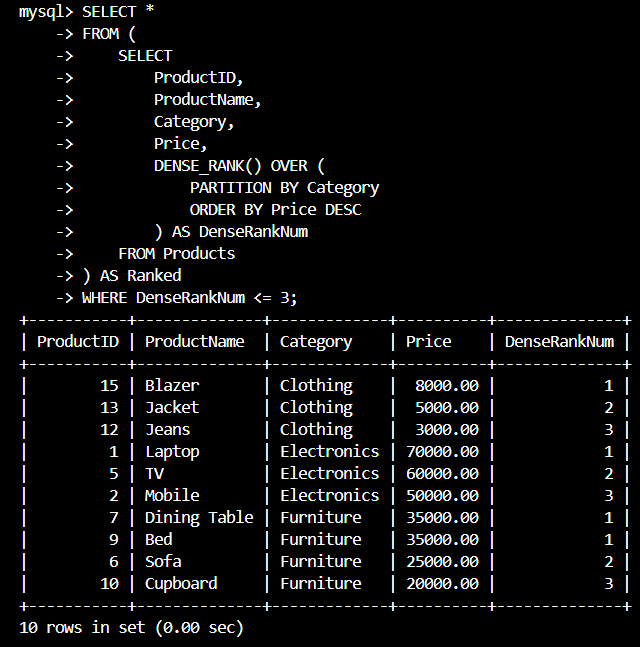 mysql> SELECT *
    -> FROM (
    ->     SELECT
    ->         ProductID,
    ->         ProductName,
    ->         Category,
    ->         Price,
    ->         DENSE_RANK() OVER (
    ->             PARTITION BY Category
    ->             ORDER BY Price DESC
    ->         ) AS DenseRankNum
    ->     FROM Products
    -> ) AS Ranked
    -> WHERE DenseRankNum <= 3;
+-----------+--------------+-------------+----------+--------------+
| ProductID | ProductName  | Category    | Price    | DenseRankNum |
+-----------+--------------+-------------+----------+--------------+
|        15 | Blazer       | Clothing    |  8000.00 |            1 |
|        13 | Jacket       | Clothing    |  5000.00 |            2 |
|        12 | Jeans        | Clothing    |  3000.00 |            3 |
|         1 | Laptop       | Electronics | 70000.00 |            1 |
|         5 | TV           | Electronics | 60000.00 |            2 |
|         2 | Mobile       | Electronics | 50000.00 |            3 |
|         7 | Dining Table | Furniture   | 35000.00 |            1 |
|         9 | Bed          | Furniture   | 35000.00 |            1 |
|         6 | Sofa         | Furniture   | 25000.00 |            2 |
|        10 | Cupboard     | Furniture   | 20000.00 |            3 |
+-----------+--------------+-------------+----------+--------------+
10 rows in set (0.00 sec)